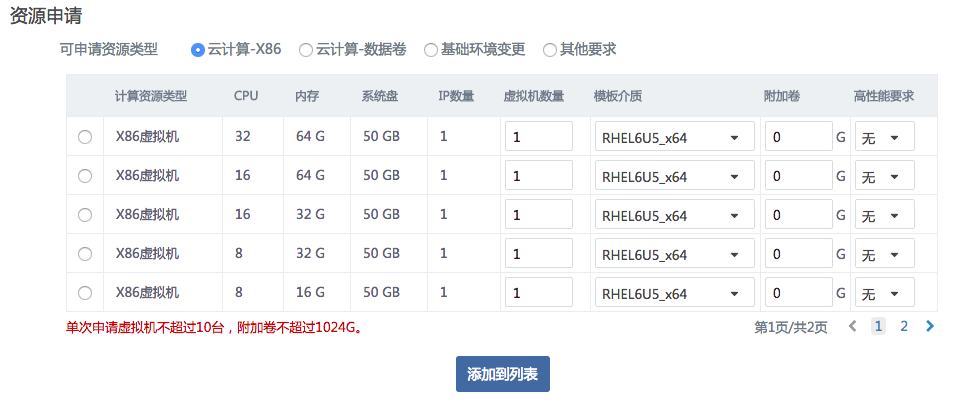 资源申请
可申请资源类型 云计算-X86 云计算-数据卷 基础环境变更 其他要求
计算资源类型 CPU 内存 系统盘 IP数量 虚拟机数量 模板介质 附加卷 高性能要求
X86虚拟机 32 64 G 50 GB 1 1 RHEL6U5_x64 0 G 无
X86虚拟机 16 64 G 50 GB 1 1 RHEL6U5_x64 0 G 无
X86虚拟机 16 32 G 50 GB 1 1 RHEL6U5_x64 0 G 无
X86虚拟机 8 32 G 50 GB 1 1 RHEL6U5_x64 0 G 无
X86虚拟机 8 16 G 50 GB 1 1 RHEL6U5_x64 0 G 无
单次申请虚拟机不超过10台，附加卷不超过1024G。 第1页/共2页 1 2
添加到列表